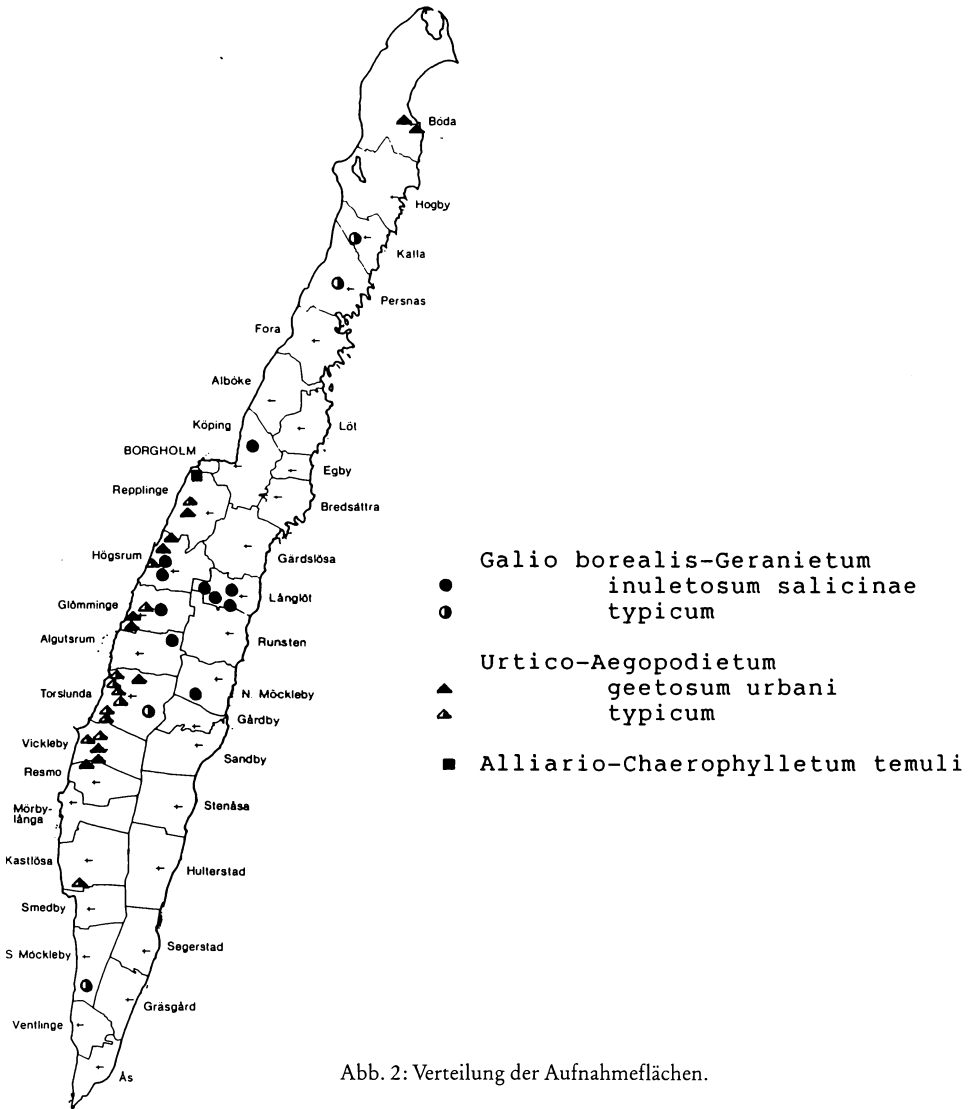 Böda
Hogby
Kalla
Persnas
Fora
Alböke
Köping
Löt
BORGHOLM
Egby
Repplinge
Bredsättra
Högsrum
Gärdslösa
Långlöt
Glömminge
Algutsrum
Runsten
Torslunda
N. Möckleby
Gårdby
Vickleby
Sandby
Resmo
Mörby-
långa
Stenåsa
Kastlösa
Hulterstad
Smedby
S Möckleby
Segerstad
Gräsgård
Ventlinge
Ås
Galio borealis-Geranietum
inuletosum salicinae
typicum
Urtico-Aegopodietum
geetosum urbani
typicum
Alliario-Chaerophylletum temuli
Abb. 2: Verteilung der Aufnahmeflächen.